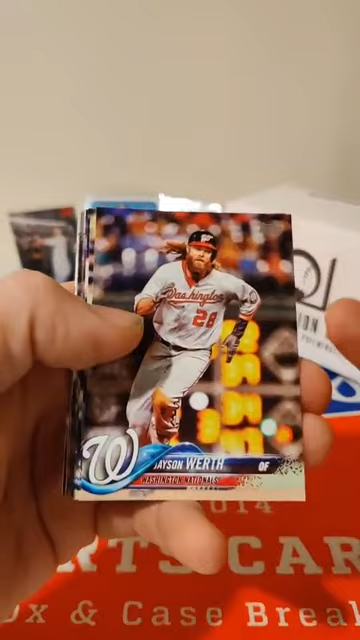 Washington
28
W
JAYSON WERTH OF
WASHINGTON NATIONALS
2014
RTS CAR
ox & Case Break